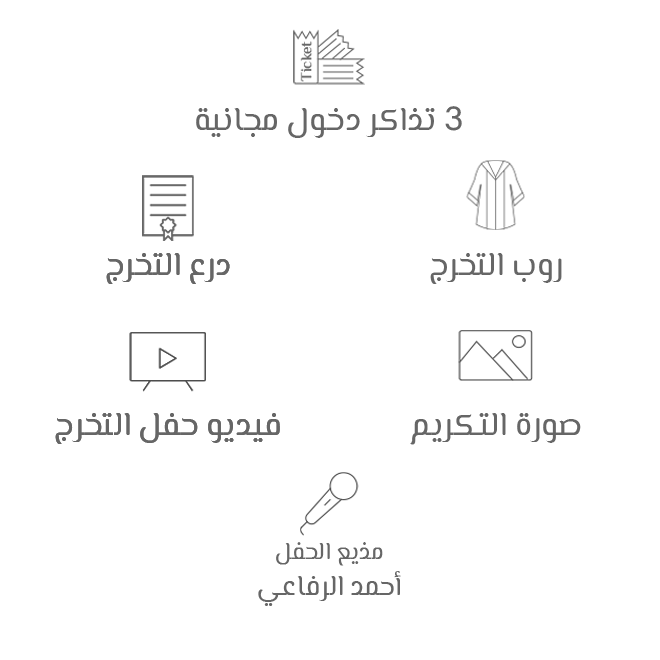 Ticket
3 تذاكر دخول مجانية
روب التخرج
درع التخرج
صورة التكريم
فيديو حفل التخرج
مذيع الحفل
أحمد الرفاعي